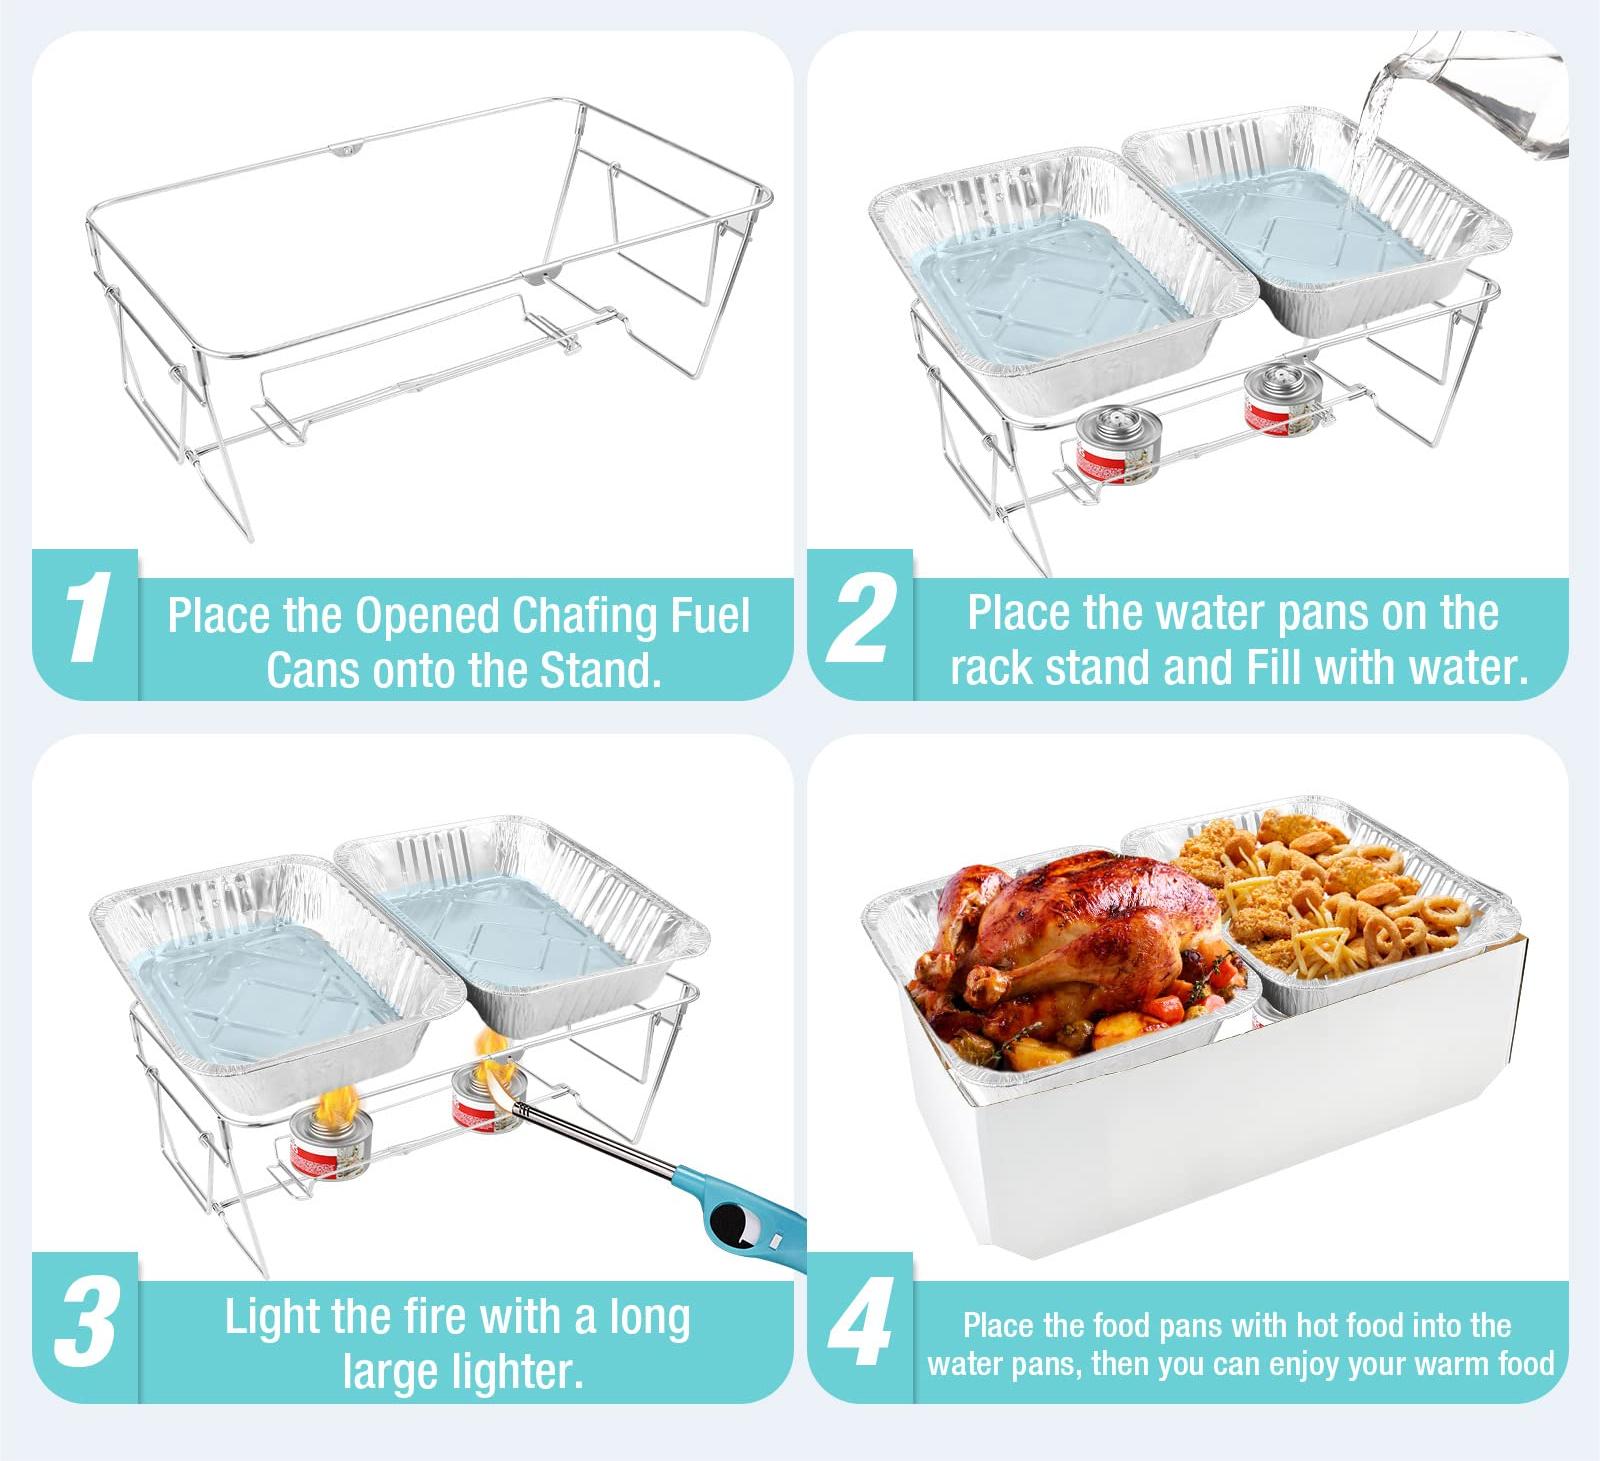 1
Place the Opened Chafing Fuel
Cans onto the Stand.
2
Place the water pans on the
rack stand and Fill with water.
3
Light the fire with a long
large lighter.
4
Place the food pans with hot food into the
water pans, then you can enjoy your warm food